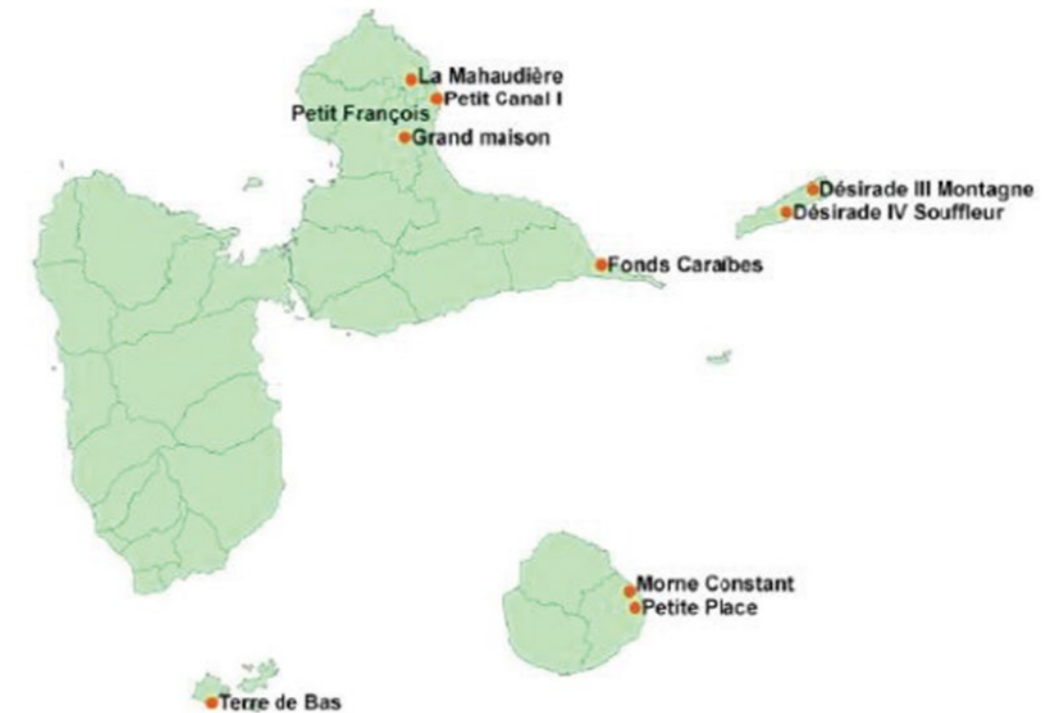 La Mahaudière
Petit Canal I
Petit François
Grand maison
Désirade III Montagne
Désirade IV Souffleur
Fonds Caraïbes
Morne Constant
Petite Place
Terre de Bas